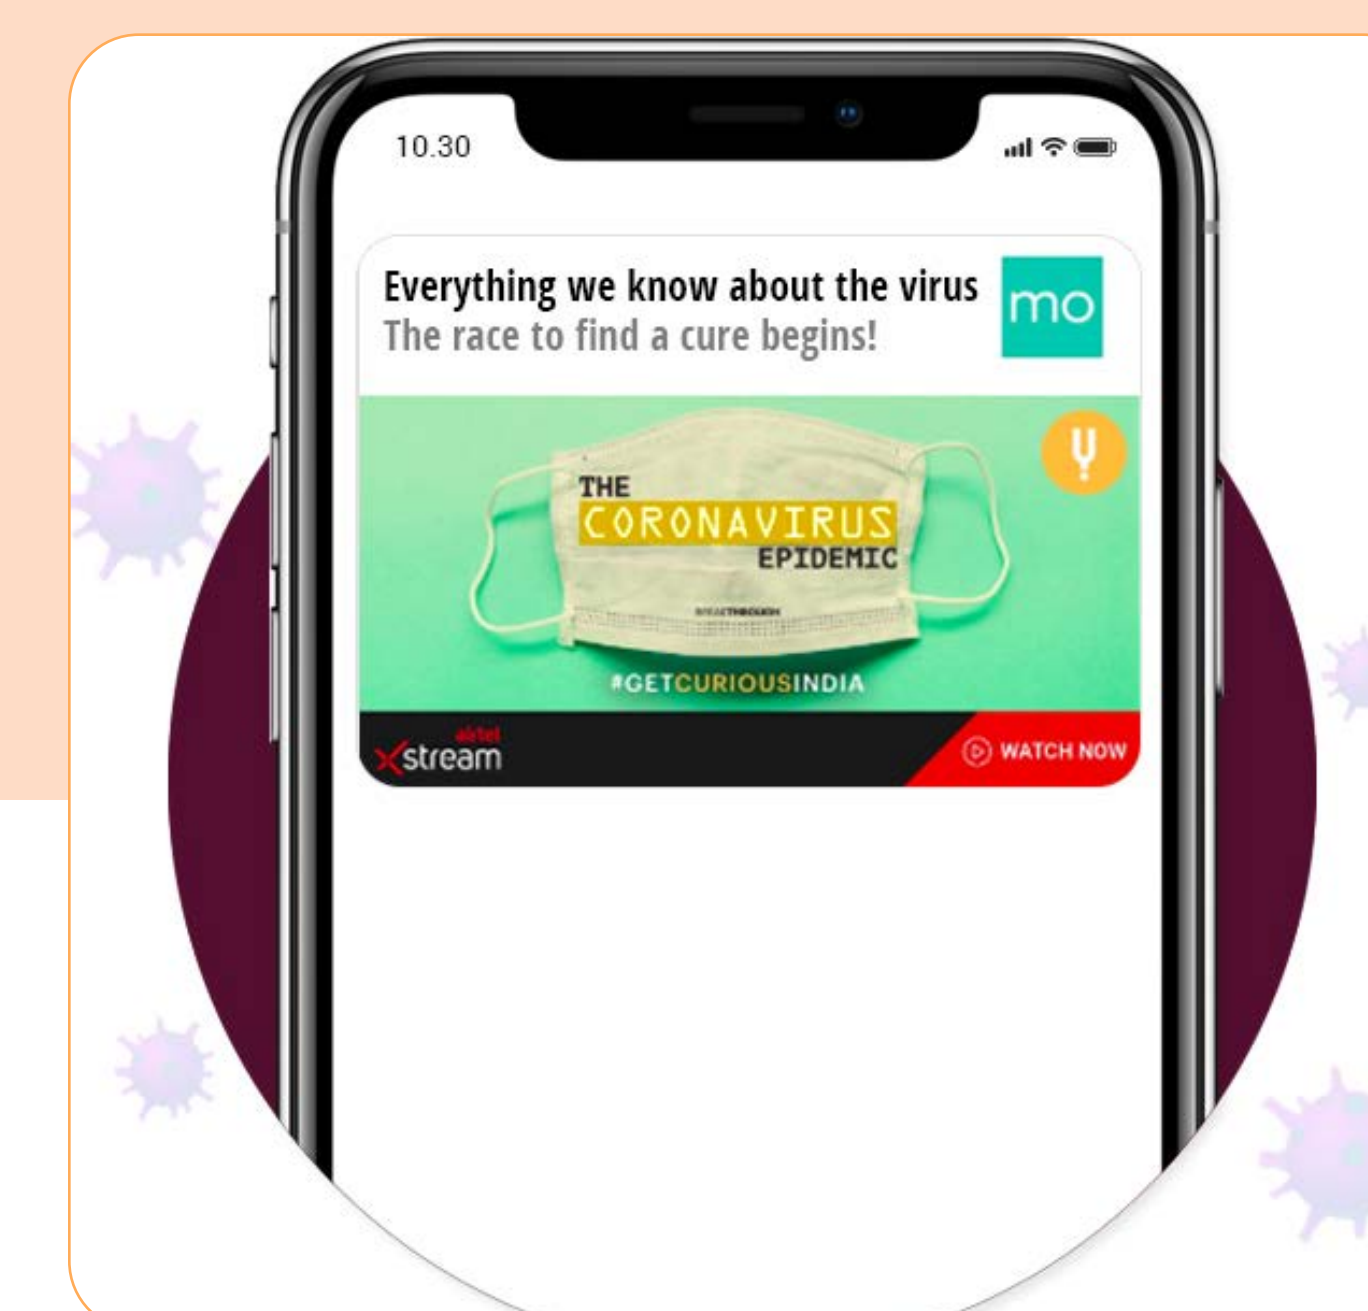 10.30
Everything we know about the virus
The race to find a cure begins!
mo
THE
CORONAVIRUS
EPIDEMIC
BREAKTHROUGH
#GETCURIOUSINDIA
airtel
Xstream
WATCH NOW